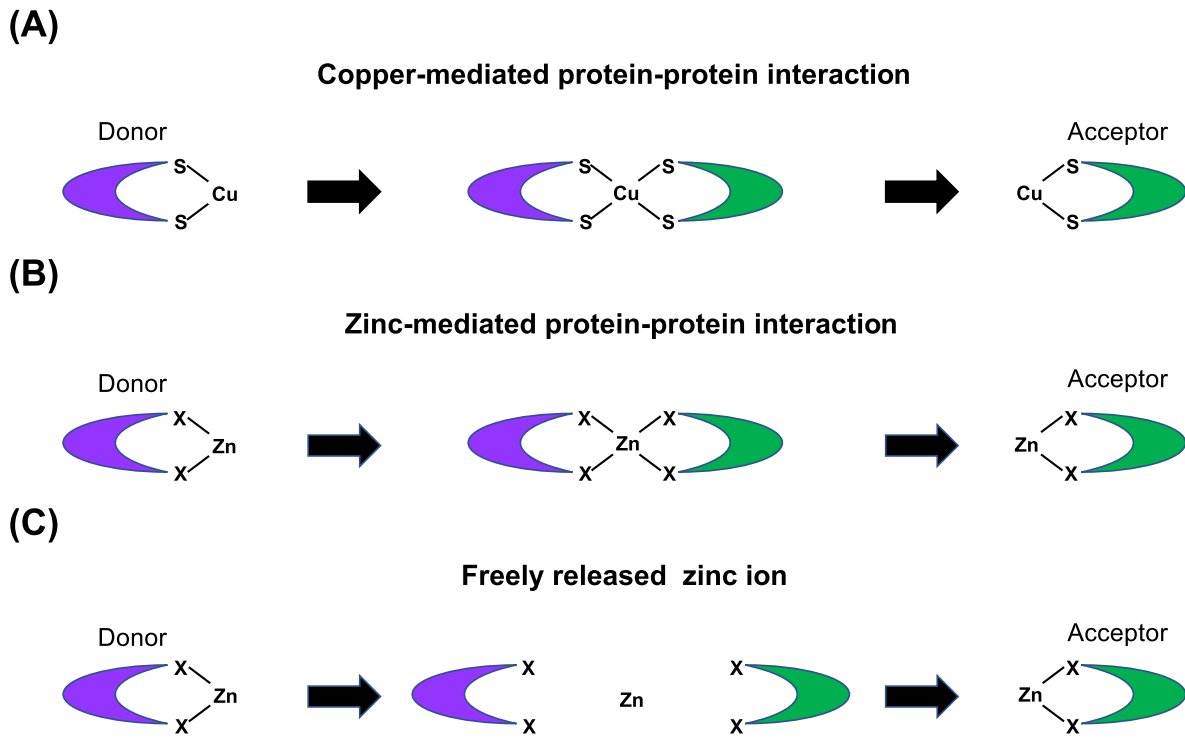 (A)
Copper-mediated protein-protein interaction
Donor
Acceptor
S
S
S
S
Cu
Cu
Cu
S
S
S
S
(B)
Zinc-mediated protein-protein interaction
Donor
Acceptor
X
X
X
X
Zn
Zn
Zn
X
X
X
X
(C)
Freely released zinc ion
Donor
Acceptor
X
X
X
X
Zn
Zn
Zn
X
X
X
X